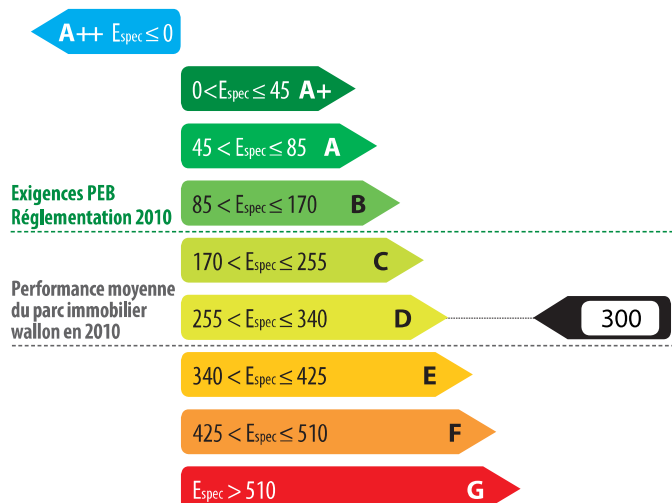 A++ Espec ≤ 0
0 < Espec ≤ 45 A+
45 < Espec ≤ 85 A
Exigences PEB
Réglementation 2010
85 < Espec ≤ 170 B
170 < Espec ≤ 255 C
Performance moyenne
du parc immobilier
wallon en 2010
255 < Espec ≤ 340 D
300
340 < Espec ≤ 425 E
425 < Espec ≤ 510 F
Espec > 510 G